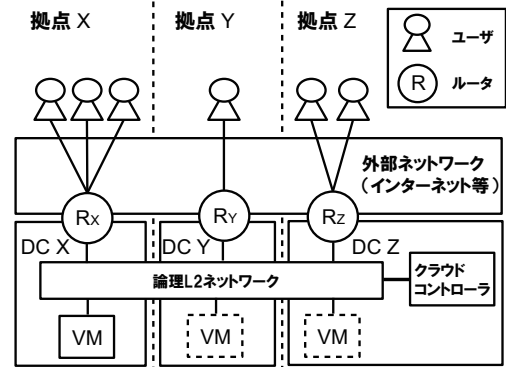 拠点 X
拠点 Y
拠点 Z
ユーザ
R
ルータ
外部ネットワーク
（インターネット等）
RX
RY
RZ
DC X
DC Y
DC Z
論理L2ネットワーク
クラウド
コントローラ
VM
VM
VM